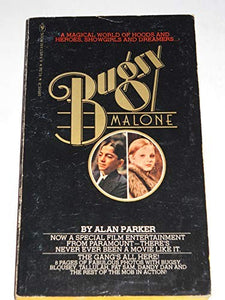 A MAGICAL WORLD OF HOODS AND
HEROES, SHOWGIRLS AND DREAMERS
Bugsy
MALONE
BY ALAN PARKER
NOW A SPECIAL FILM ENTERTAINMENT
FROM PARAMOUNT—THERE'S
NEVER EVER BEEN A MOVIE LIKE IT.
THE GANG'S ALL HERE!
8 PAGES OF FABULOUS PHOTOS WITH BUGSY,
BLOUSEY, TALLULAH, FAT SAM, DANDY DAN AND
THE REST OF THE MOB IN ACTION!